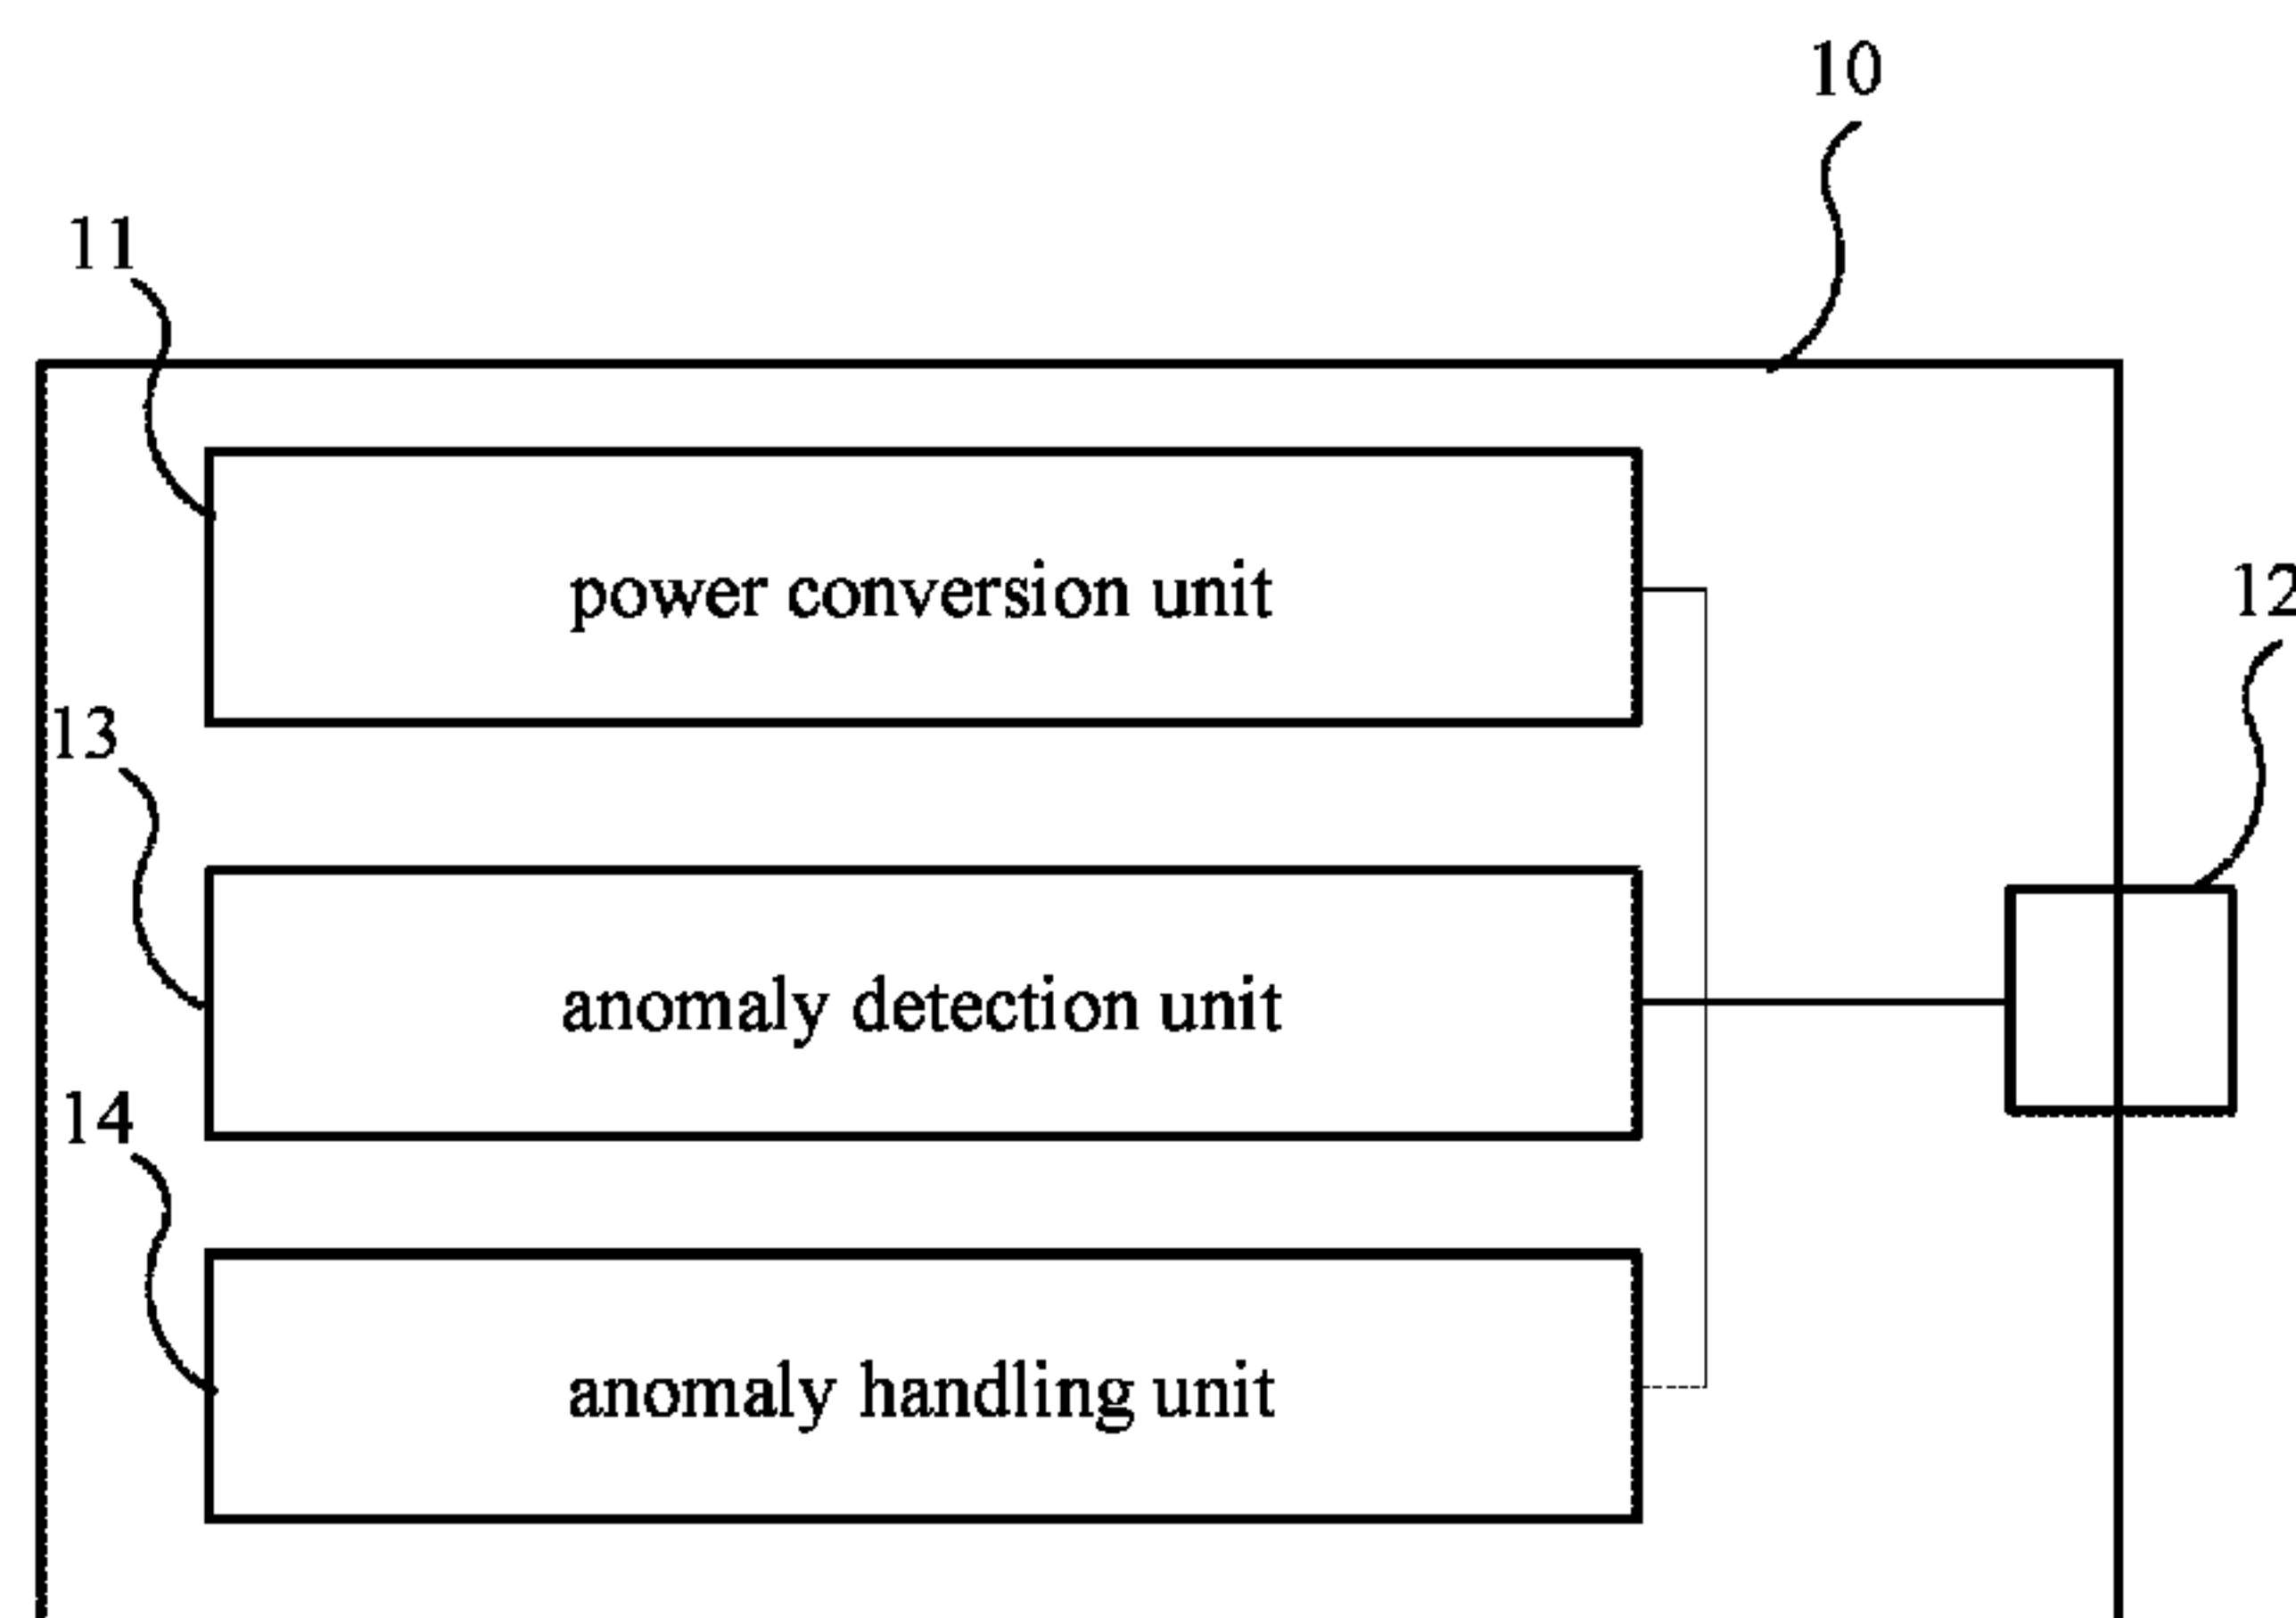 10
11
power conversion unit
12
13
anomaly detection unit
14
anomaly handling unit